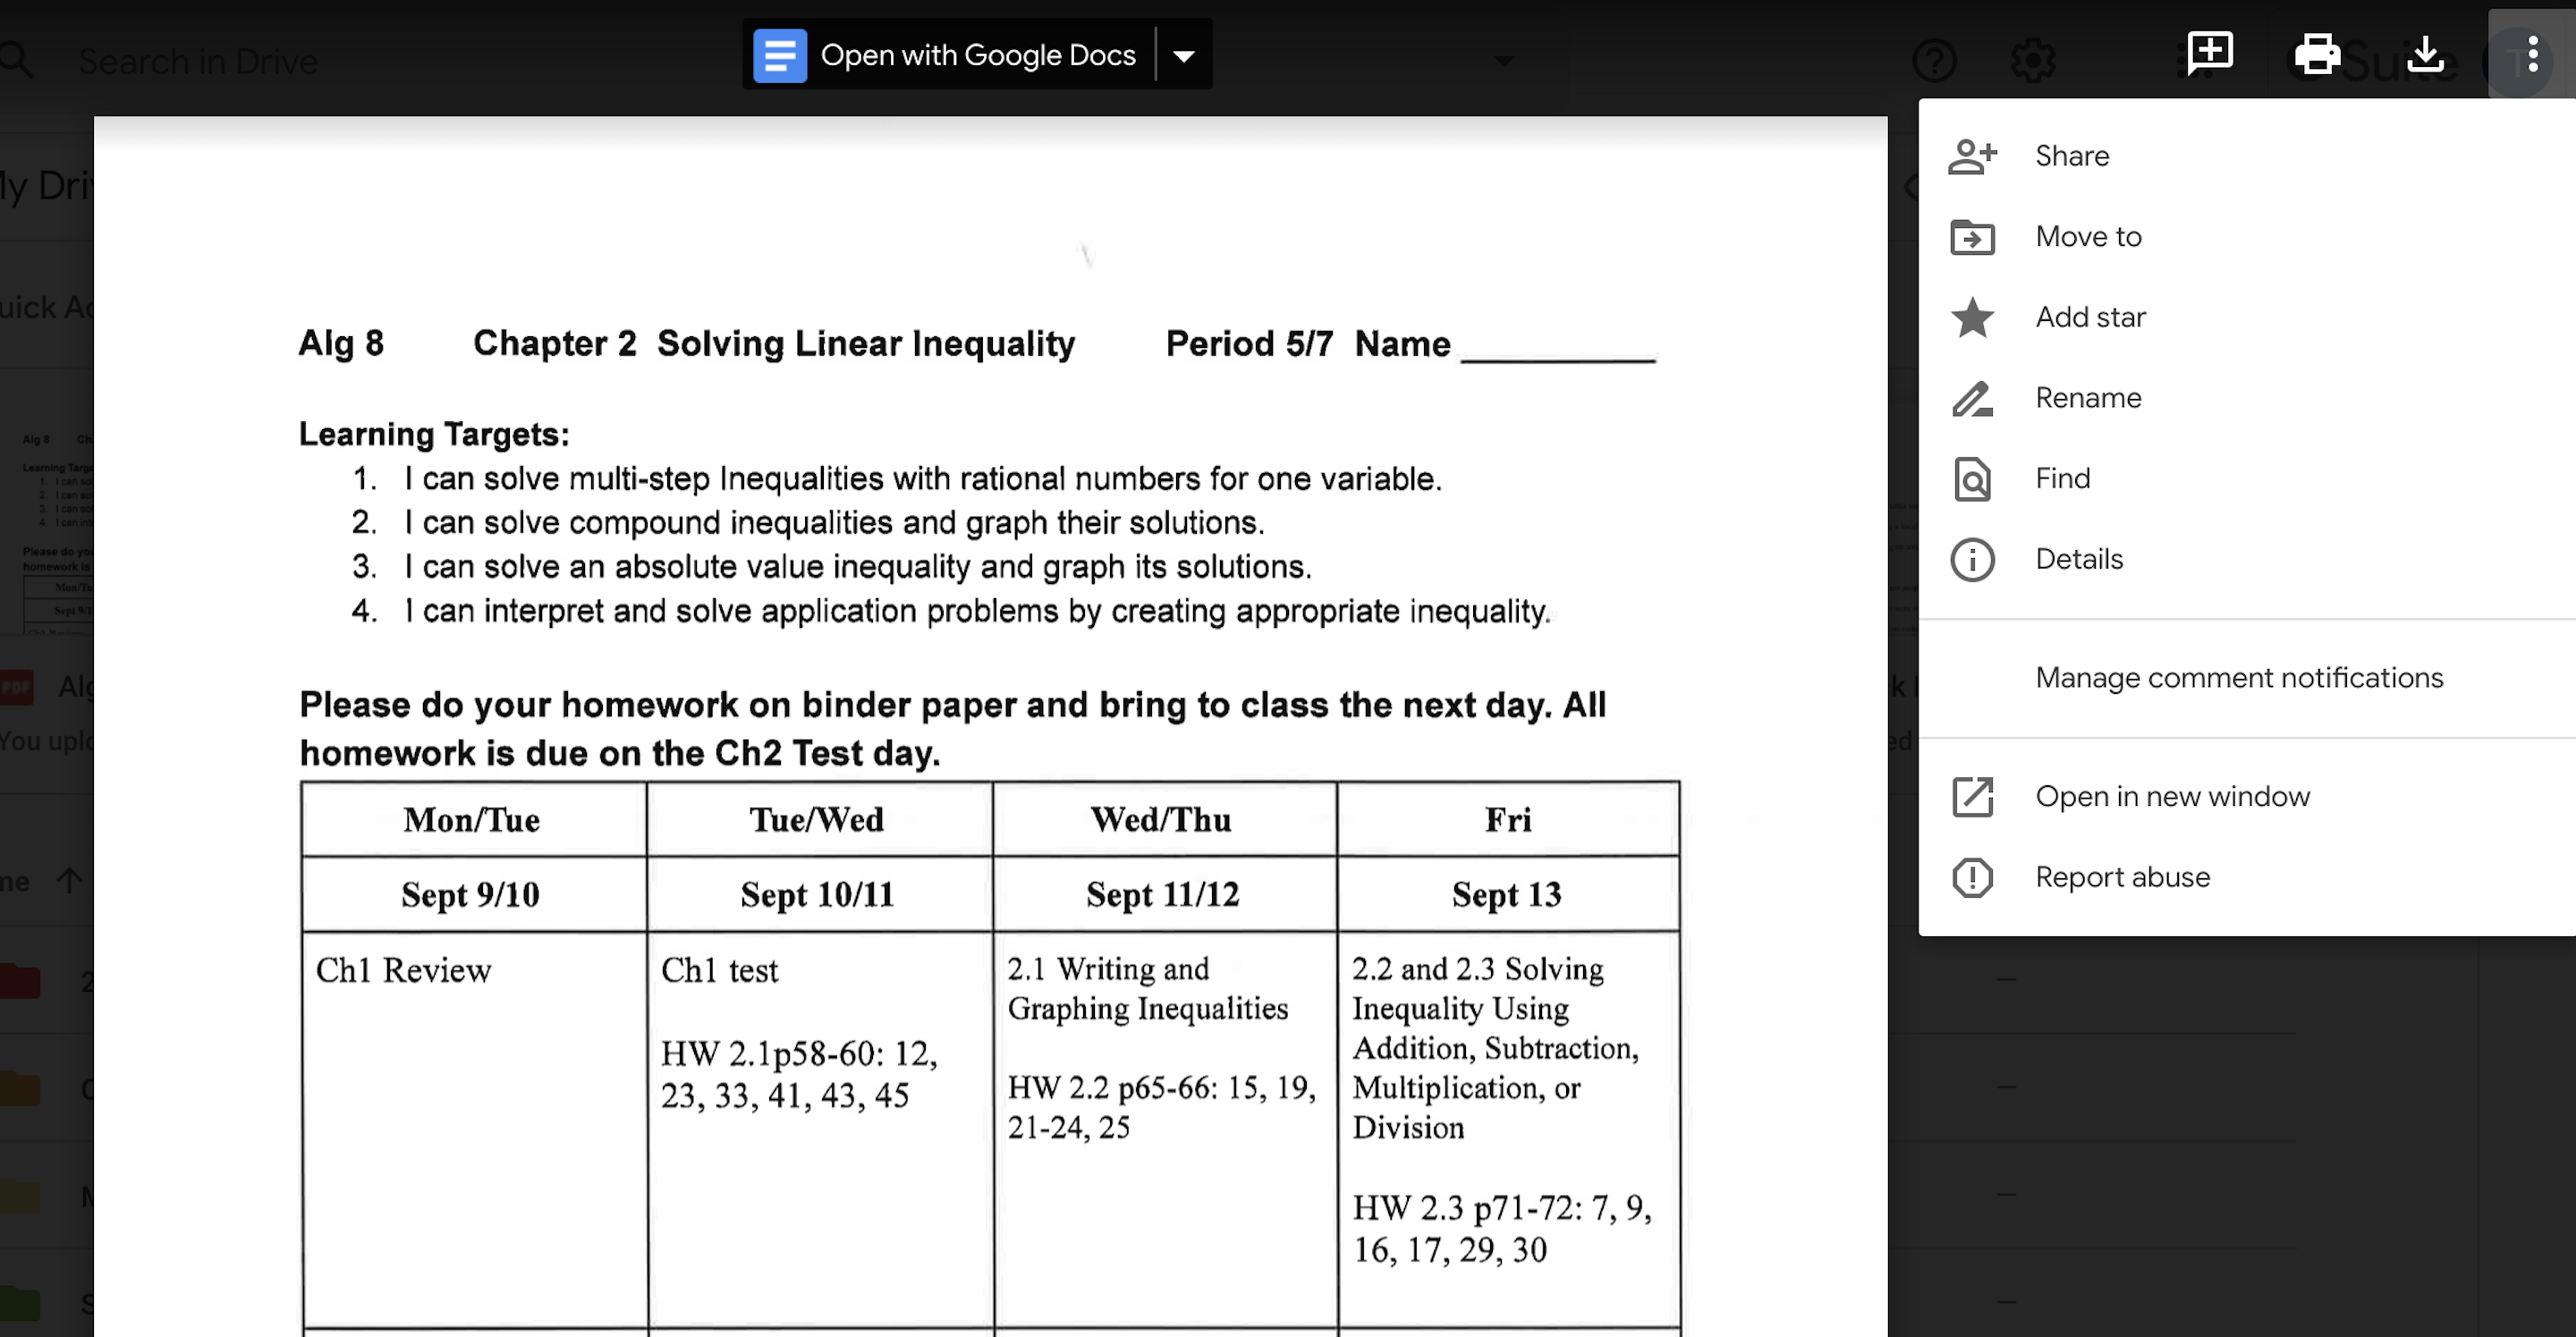 Search in Drive
Open with Google Docs
Suite
Share
Move to
Add star
Rename
Find
Details
Manage comment notifications
Open in new window
Report abuse
Alg 8 Chapter 2 Solving Linear Inequality Period 5/7 Name
Learning Targets:
1. I can solve multi-step Inequalities with rational numbers for one variable.
2. I can solve compound inequalities and graph their solutions.
3. I can solve an absolute value inequality and graph its solutions.
4. I can interpret and solve application problems by creating appropriate inequality.
Please do your homework on binder paper and bring to class the next day. All
homework is due on the Ch2 Test day.
Mon/Tue Tue/Wed Wed/Thu Fri
Sept 9/10 Sept 10/11 Sept 11/12 Sept 13
Ch1 Review
Ch1 test
HW 2.1p58-60: 12,
23, 33, 41, 43, 45
2.1 Writing and
Graphing Inequalities
HW 2.2 p65-66: 15, 19,
21-24, 25
2.2 and 2.3 Solving
Inequality Using
Addition, Subtraction,
Multiplication, or
Division
HW 2.3 p71-72: 7, 9,
16, 17, 29, 30